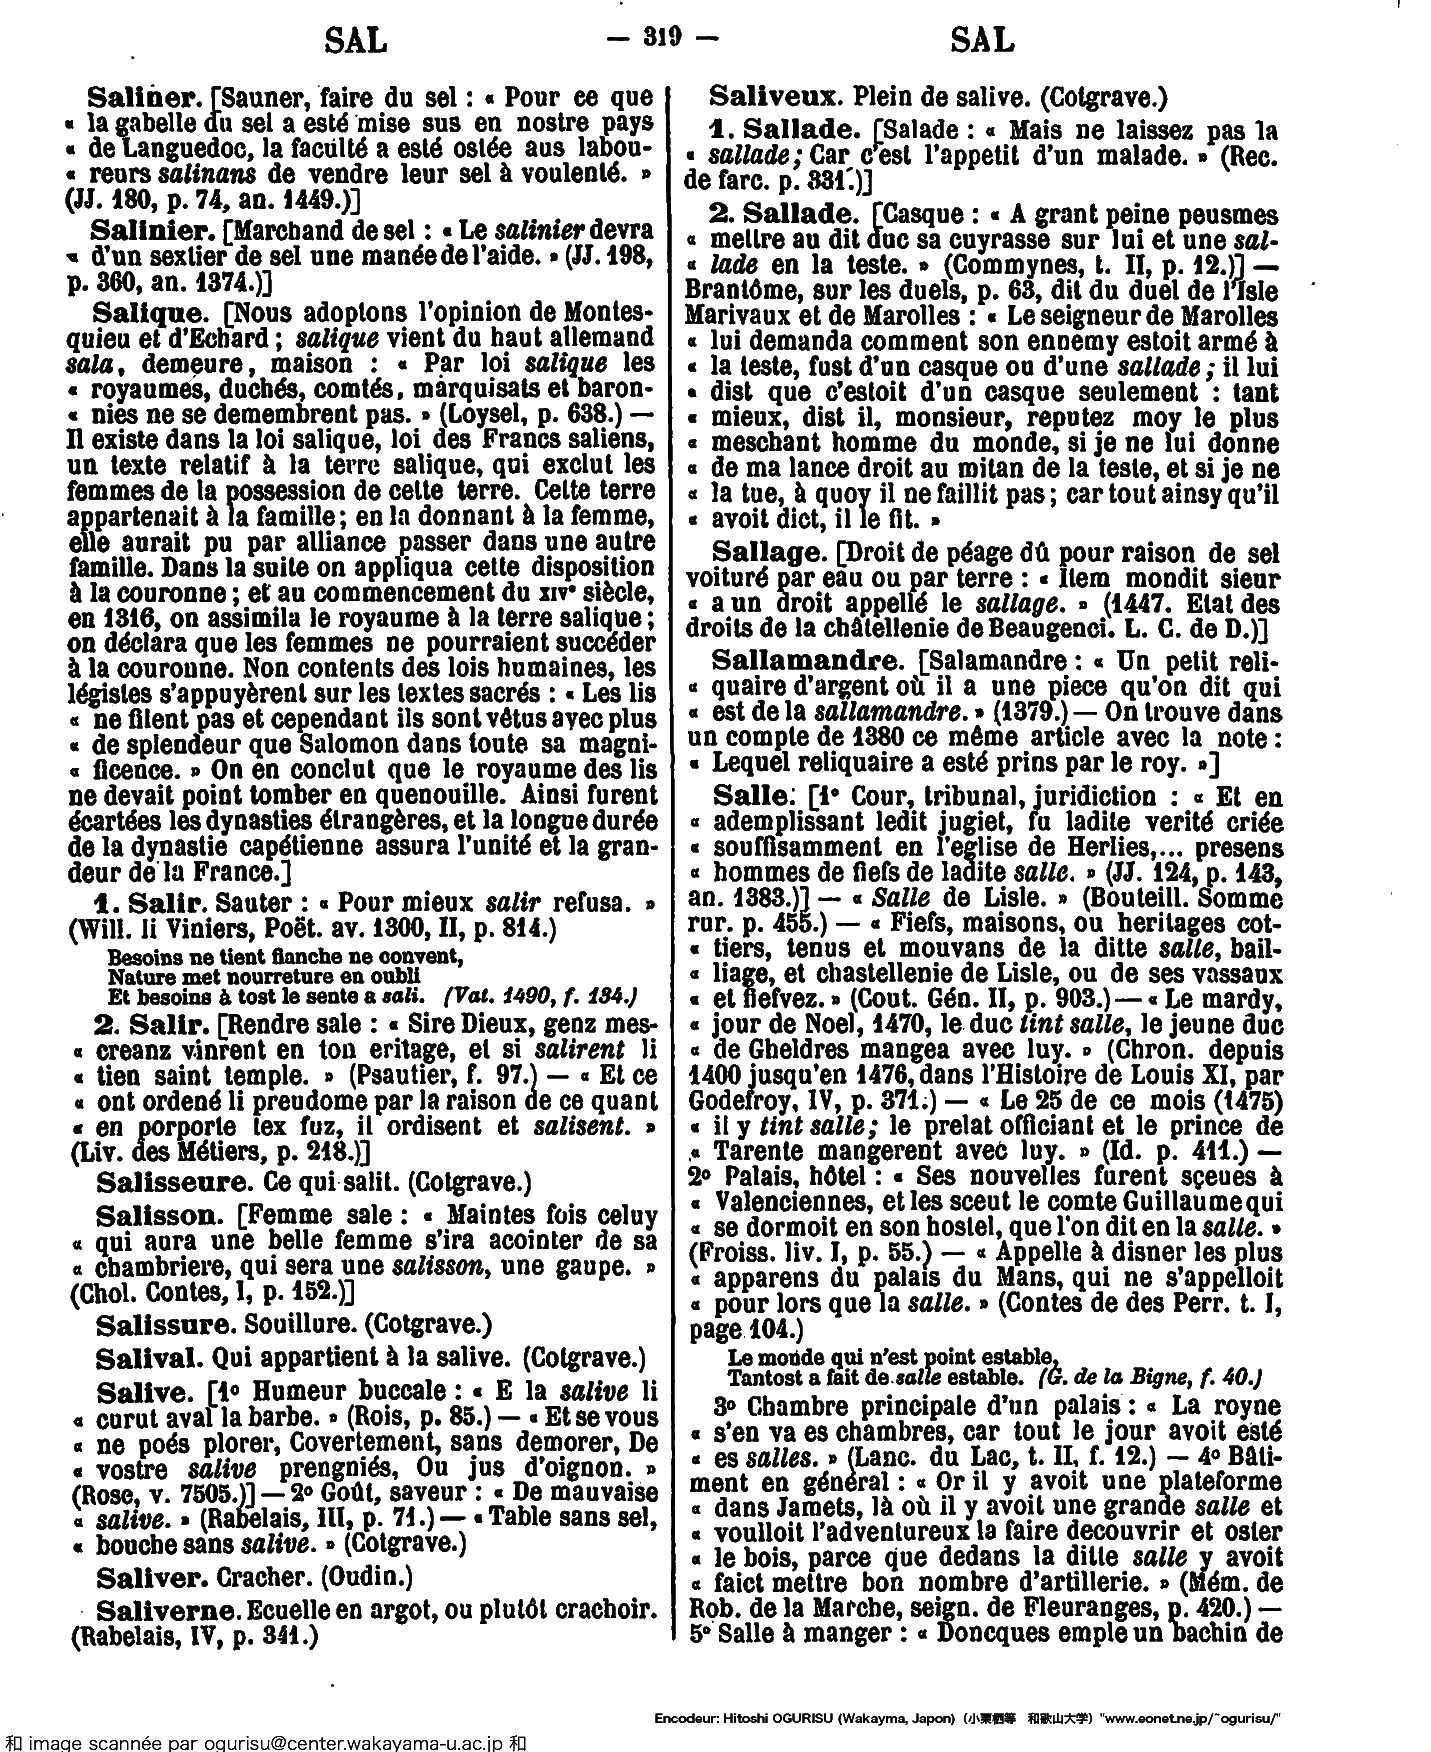 SAL — 319 — SAL
Saliner. [Sauner, faire du sel : « Pour ce que
« la gabelle du sel a esté mise sus en nostre pays
« de Languedoc, la faculté a esté ostée aus labou-
« reurs salinans de vendre leur sel à voulenté. »
(JJ. 180, p. 74, an. 1449.)]
Salinier. [Marchand de sel : « Le salinier devra
« d'un sextier de sel une manée de l'aide. » (JJ. 198,
p. 360, an. 1374.)]
Salique. [Nous adoptons l'opinion de Montes-
quieu et d'Echard ; salique vient du haut allemand
sala, demeure, maison : « Par loi salique les
« royaumes, duchés, comtés, marquisats et baron-
« nies ne se demembrent pas. » (Loysel, p. 638.) —
Il existe dans la loi salique, loi des Francs saliens,
un texte relatif à la terre salique, qui exclut les
femmes de la possession de cette terre. Cette terre
appartenait à la famille ; en la donnant à la femme,
elle aurait pu par alliance passer dans une autre
famille. Dans la suite on appliqua cette disposition
à la couronne ; et au commencement du XIVe siècle,
en 1316, on assimila le royaume à la terre salique ;
on déclara que les femmes ne pourraient succéder
à la couronne. Non contents des lois humaines, les
légistes s'appuyèrent sur les textes sacrés : « Les lis
« ne filent pas et cependant ils sont vêtus avec plus
« de splendeur que Salomon dans toute sa magni-
« ficence. » On en conclut que le royaume des lis
ne devait point tomber en quenouille. Ainsi furent
écartées les dynasties étrangères, et la longue durée
de la dynastie capétienne assura l'unité et la gran-
deur de la France.]
1. Salir. Sauter : « Pour mieux salir refusa. »
(Will. li Viniers, Poët. av. 1300, II, p. 814.)
Besoins ne tient fianche ne convent,
Nature met nourreture en oubli
Et besoins à tost le sente a sali. (Vat. 1490, f. 134.)
2. Salir. [Rendre sale : « Sire Dieux, genz mes-
« creanz vinrent en ton eritage, et si salirent li
« tien saint temple. » (Psautier, f. 97.) — « Et ce
« ont ordené li preudome par la raison de ce quant
« en porporte tex fuz, il ordisent et salisent. »
(Liv. des Métiers, p. 218.)]
Salisseure. Ce qui salit. (Cotgrave.)
Salisson. [Femme sale : « Maintes fois celuy
« qui aura une belle femme s'ira acointer de sa
« chambriere, qui sera une salisson, une gaupe. »
(Chol. Contes, I, p. 152.)]
Salissure. Souillure. (Cotgrave.)
Salival. Qui appartient à la salive. (Cotgrave.)
Salive. [1º Humeur buccale : « E la salive li
« curut aval la barbe. » (Rois, p. 85.) — « Et se vous
« ne poés plorer, Covertement, sans demorer, De
« vostre salive prengniés, Ou jus d'oignon. »
(Rose, v. 7505.)] — 2º Goût, saveur : « De mauvaise
« salive. » (Rabelais, III, p. 71.) — « Table sans sel,
« bouche sans salive. » (Cotgrave.)
Saliver. Cracher. (Oudin.)
Saliverne. Ecuelle en argot, ou plutôt crachoir.
(Rabelais, IV, p. 341.)
Saliveux. Plein de salive. (Cotgrave.)
1. Sallade. [Salade : « Mais ne laissez pas la
« sallade ; Car c'est l'appetit d'un malade. » (Rec.
de farc. p. 331.)]
2. Sallade. [Casque : « A grant peine peusmes
« mettre au dit duc sa cuyrasse sur lui et une sal-
« lade en la teste. » (Commynes, t. II, p. 12.)] —
Brantôme, sur les duels, p. 63, dit du duel de l'Isle
Marivaux et de Marolles : « Le seigneur de Marolles
« lui demanda comment son ennemy estoit armé à
« la teste, fust d'un casque ou d'une sallade ; il lui
« dist que c'estoit d'un casque seulement : tant
« mieux, dist il, monsieur, reputez moy le plus
« meschant homme du monde, si je ne lui donne
« de ma lance droit au mitan de la teste, et si je ne
« la tue, à quoy il ne faillit pas ; car tout ainsy qu'il
« avoit dict, il le fit. »
Sallage. [Droit de péage dû pour raison de sel
voituré par eau ou par terre : « Item mondit sieur
« a un droit appellé le sallage. » (1447. Etat des
droits de la châtellenie de Beaugenci. L. C. de D.)]
Sallamandre. [Salamandre : « Un petit reli-
« quaire d'argent où il a une piece qu'on dit qui
« est de la sallamandre. » (1379.) — On trouve dans
un compte de 1380 ce même article avec la note :
« Lequel reliquaire a esté prins par le roy. »]
Salle. [1º Cour, tribunal, juridiction : « Et en
« ademplissant ledit jugiet, fu ladite verité criée
« souffisamment en l'eglise de Herlies,... presens
« hommes de fiefs de ladite salle. » (JJ. 124, p. 143,
an. 1383.)] — « Salle de Lisle. » (Bouteill. Somme
rur. p. 455.) — « Fiefs, maisons, ou heritages cot-
« tiers, tenus et mouvans de la ditte salle, bail-
« liage, et chastellenie de Lisle, ou de ses vassaux
« et fiefvez. » (Cout. Gén. II, p. 903.) — « Le mardy,
« jour de Noel, 1470, le duc tint salle, le jeune duc
« de Gheldres mangea avec luy. » (Chron. depuis
1400 jusqu'en 1476, dans l'Histoire de Louis XI, par
Godefroy, IV, p. 371.) — « Le 25 de ce mois (1475)
« il y tint salle ; le prelat officiant et le prince de
« Tarente mangerent avec luy. » (Id. p. 411.) —
2º Palais, hôtel : « Ses nouvelles furent sçeues à
« Valenciennes, et les sceut le comte Guillaume qui
« se dormoit en son hostel, que l'on dit en la salle. »
(Froiss. liv. I, p. 55.) — « Appelle à disner les plus
« apparens du palais du Mans, qui ne s'appelloit
« pour lors que la salle. » (Contes de des Perr. t. I,
page 104.)
Le monde qui n'est point estable,
Tantost a fait de salle estable. (G. de la Bigne, f. 40.)
3º Chambre principale d'un palais : « La royne
« s'en va es chambres, car tout le jour avoit esté
« es salles. » (Lanc. du Lac, t. II, f. 12.) — 4º Bâti-
ment en général : « Or il y avoit une plateforme
« dans Jamets, là où il y avoit une grande salle et
« voulloit l'adventureux la faire decouvrir et oster
« le bois, parce que dedans la ditte salle y avoit
« faict mettre bon nombre d'artillerie. » (Mém. de
Rob. de la Marche, seign. de Fleuranges, p. 420.) —
5º Salle à manger : « Doncques emple un bachin de
Encodeur: Hitoshi OGURISU (Wakayma, Japon) (小栗栖等 和歌山大学) "www.eonet.ne.jp/~ogurisu/"
和 image scannée par ogurisu@center.wakayama-u.ac.jp 和